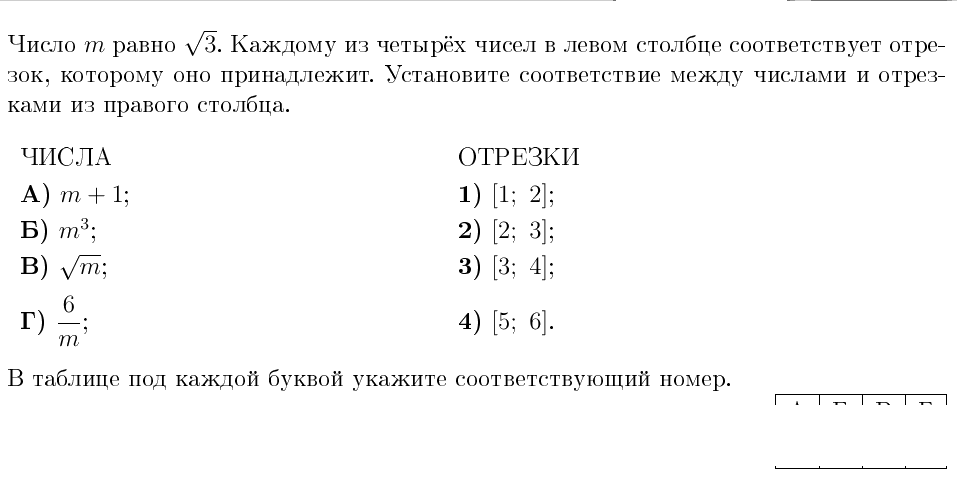 Число m равно √3. Каждому из четырёх чисел в левом столбце соответствует отре-
зок, которому оно принадлежит. Установите соответствие между числами и отрез-
ками из правого столбца.
ЧИСЛА ОТРЕЗКИ
А) m + 1; 1) [1; 2];
Б) m³; 2) [2; 3];
В) √m; 3) [3; 4];
Г) 6/m; 4) [5; 6].
В таблице под каждой буквой укажите соответствующий номер.